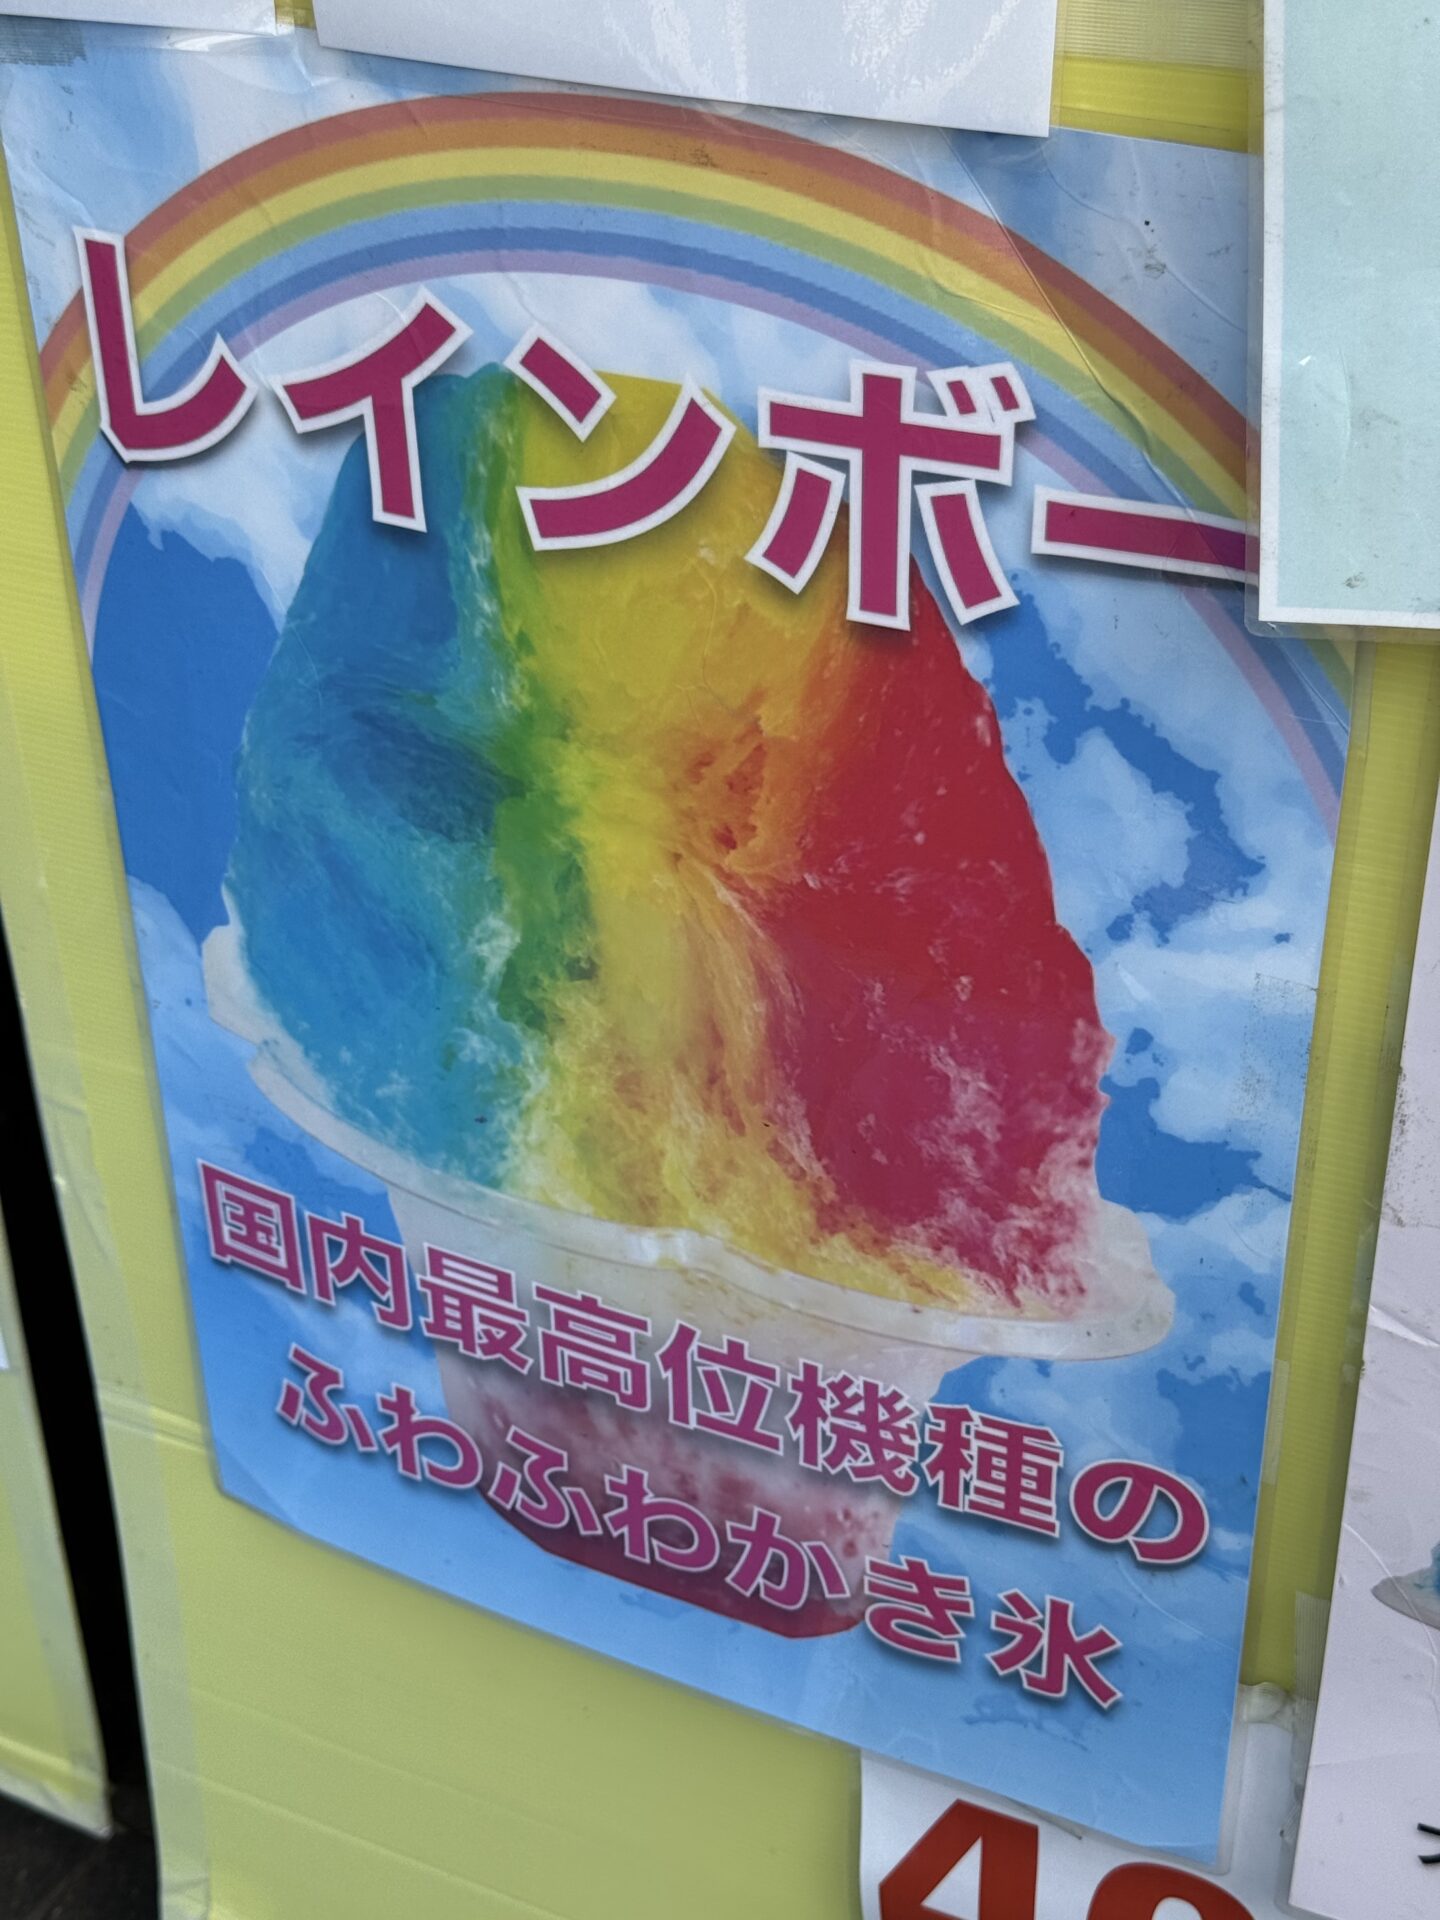 レインボー
国内最高位機種の
ふわふわかき氷